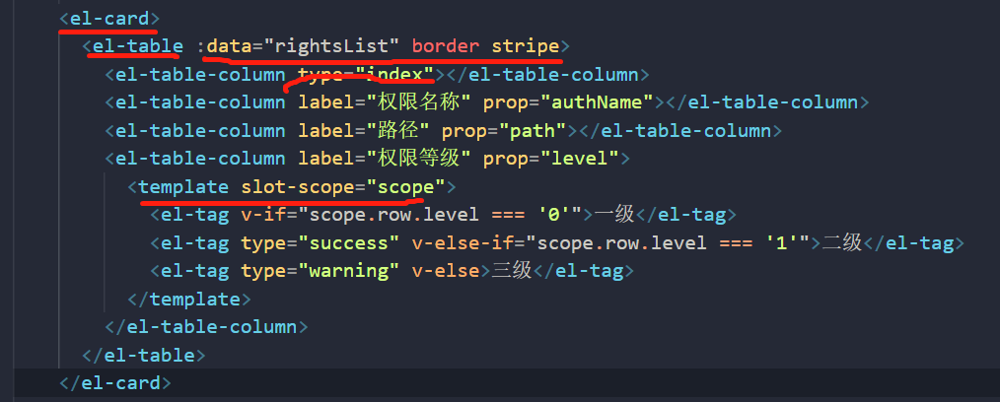 <el-card>
<el-table :data="rightsList" border stripe>
<el-table-column type="index"></el-table-column>
<el-table-column label="权限名称" prop="authName"></el-table-column>
<el-table-column label="路径" prop="path"></el-table-column>
<el-table-column label="权限等级" prop="level">
<template slot-scope="scope">
<el-tag v-if="scope.row.level === '0'">一级</el-tag>
<el-tag type="success" v-else-if="scope.row.level === '1'">二级</el-tag>
<el-tag type="warning" v-else>三级</el-tag>
</template>
</el-table-column>
</el-table>
</el-card>